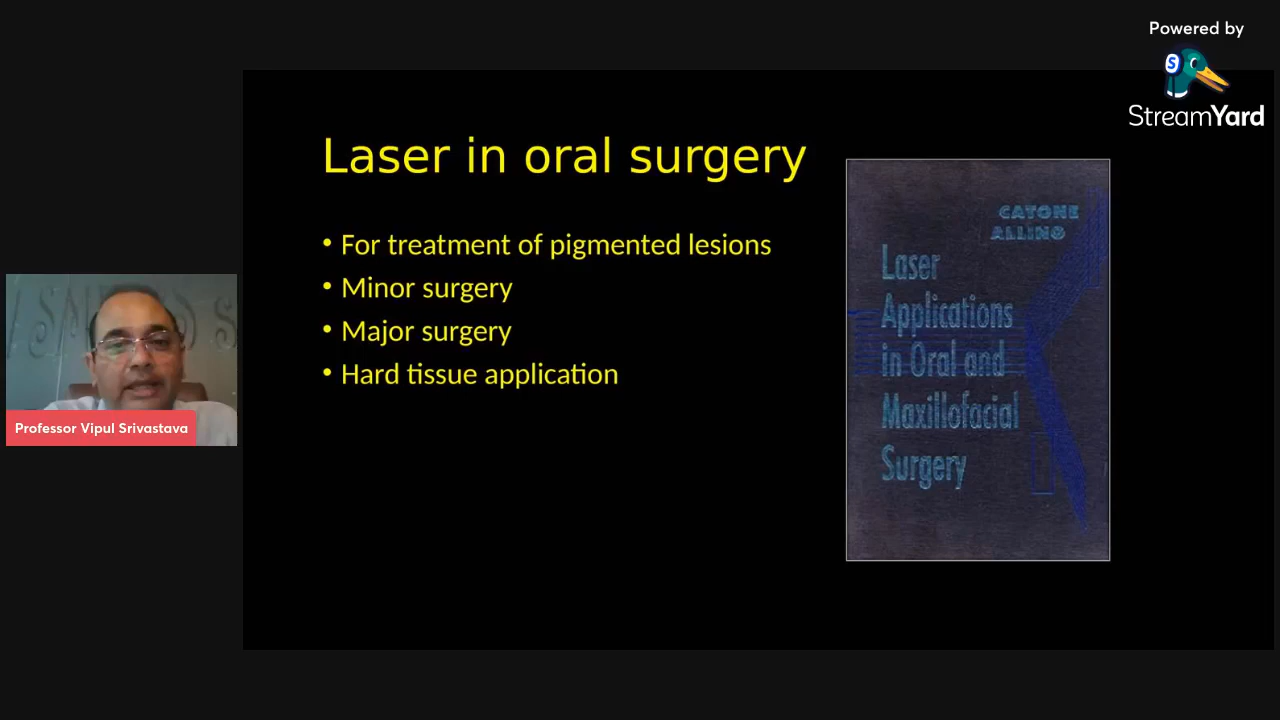 Powered by
StreamYard
Laser in oral surgery
• For treatment of pigmented lesions
• Minor surgery
• Major surgery
• Hard tissue application
CATONE
ALLING
Laser
Applications
in Oral and
Maxillofacial
Surgery
Professor Vipul Srivastava